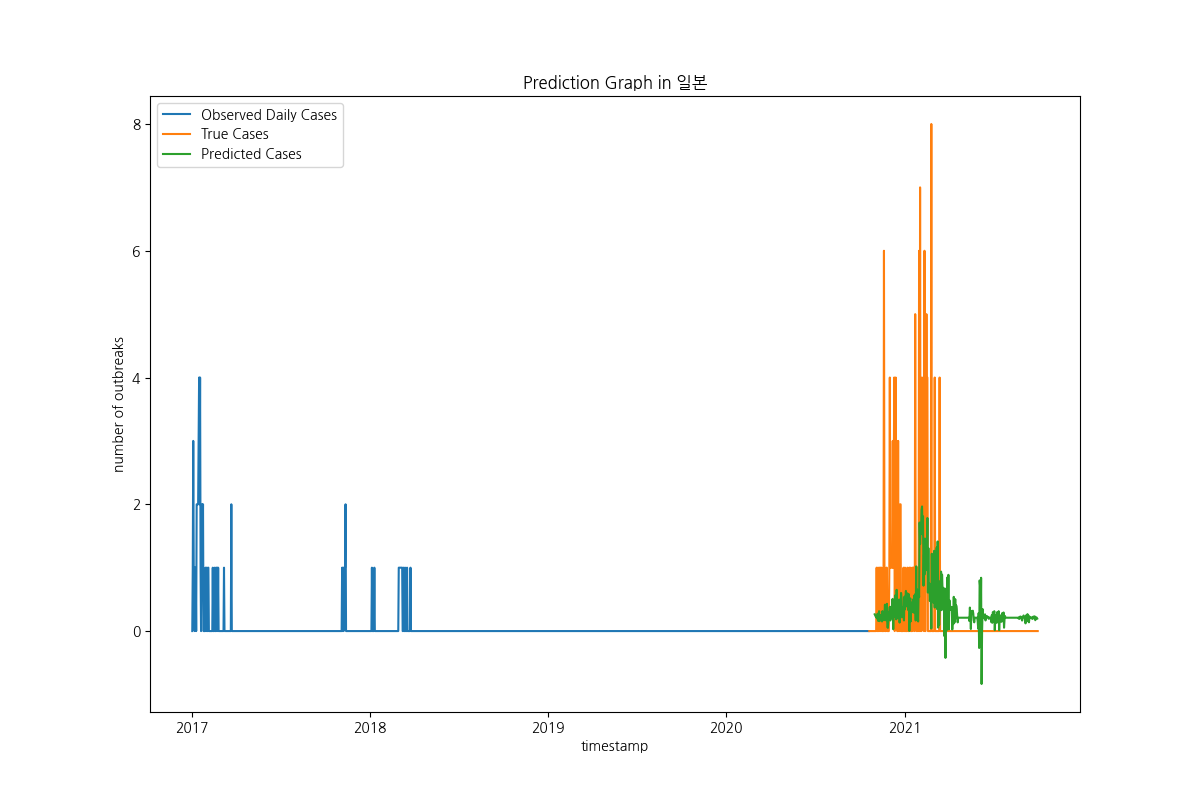 Prediction Graph in 일본
Observed Daily Cases
True Cases
Predicted Cases
8
6
4
2
0
number of outbreaks
2017
2018
2019
2020
2021
timestamp